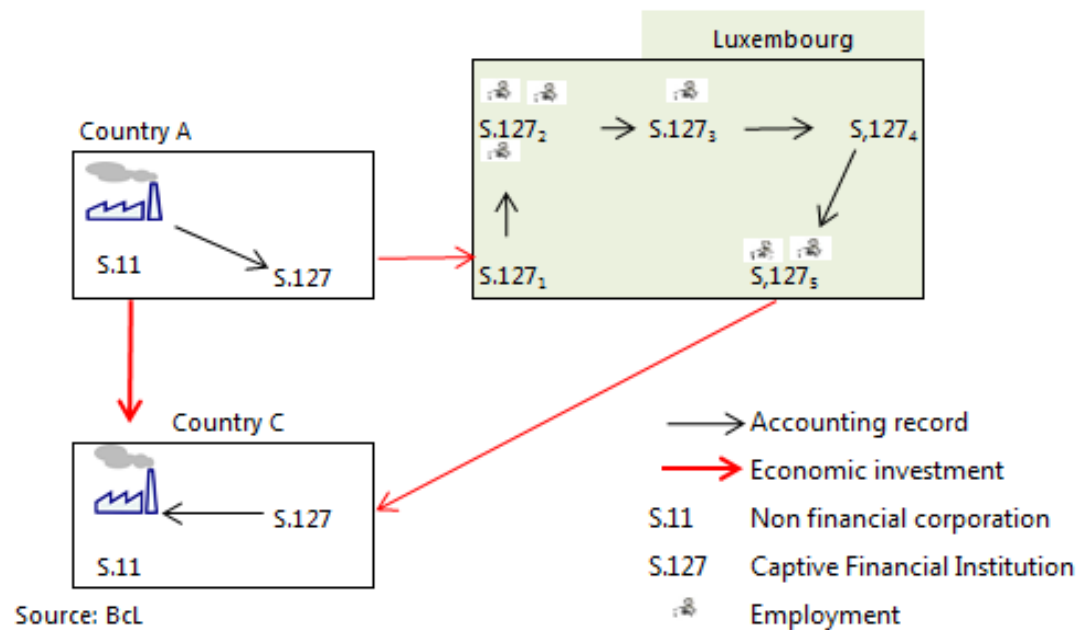 Luxembourg
S.127₂ S.127₃ S,127₄
Country A
S.11
S.127
S.127₁ S,127₅
Country C
S.127
S.11
Accounting record
Economic investment
S.11 Non financial corporation
S.127 Captive Financial Institution
Employment
Source: BcL